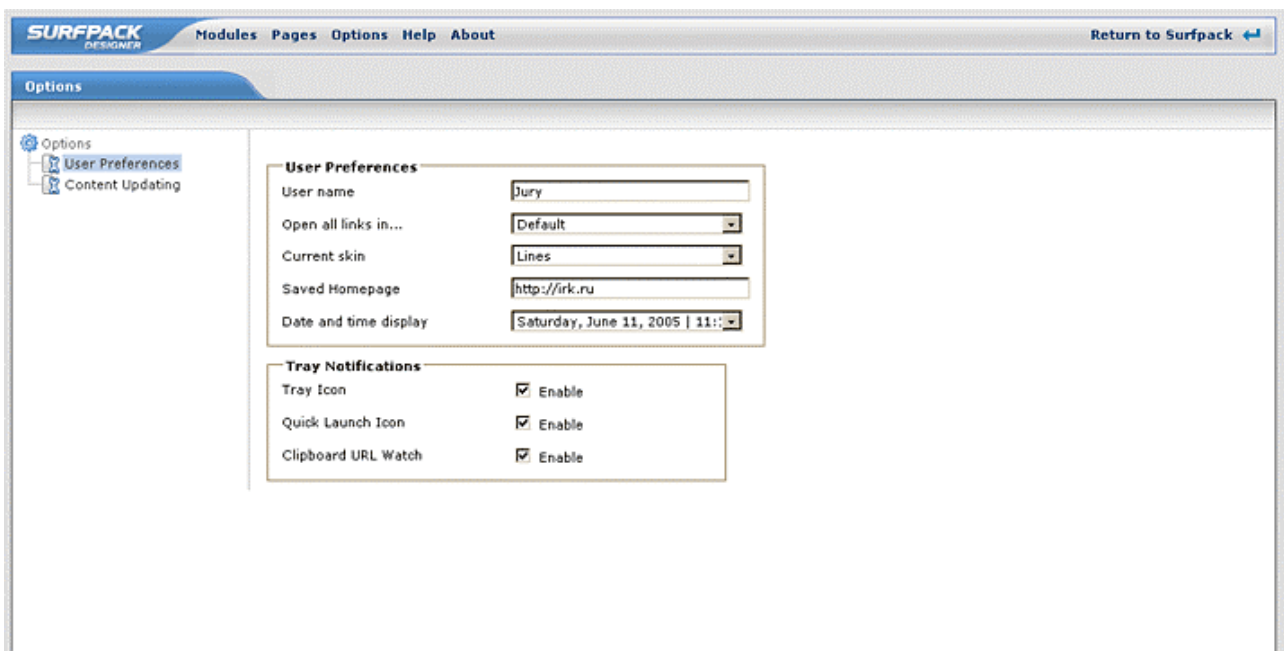 SURFPACK DESIGNER Modules Pages Options Help About Return to Surfpack
Options
Options
User Preferences
Content Updating
User Preferences
User name Jury
Open all links in... Default
Current skin Lines
Saved Homepage http://irk.ru
Date and time display Saturday, June 11, 2005 | 11:
Tray Notifications
Tray Icon Enable
Quick Launch Icon Enable
Clipboard URL Watch Enable